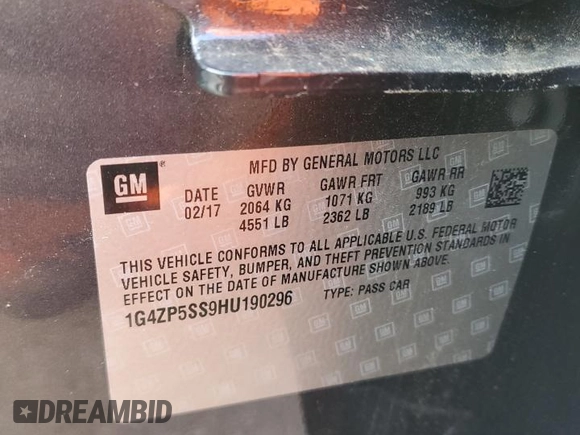 MFD BY GENERAL MOTORS LLC
GM
DATE GVWR GAWR FRT GAWR RR
02/17 2064 KG 1071 KG 993 KG
4551 LB 2362 LB 2189 LB
THIS VEHICLE CONFORMS TO ALL APPLICABLE U.S. FEDERAL MOTOR
VEHICLE SAFETY, BUMPER, AND THEFT PREVENTION STANDARDS IN
EFFECT ON THE DATE OF MANUFACTURE SHOWN ABOVE.
1G4ZP5SS9HU190296 TYPE: PASS CAR
DREAMBID